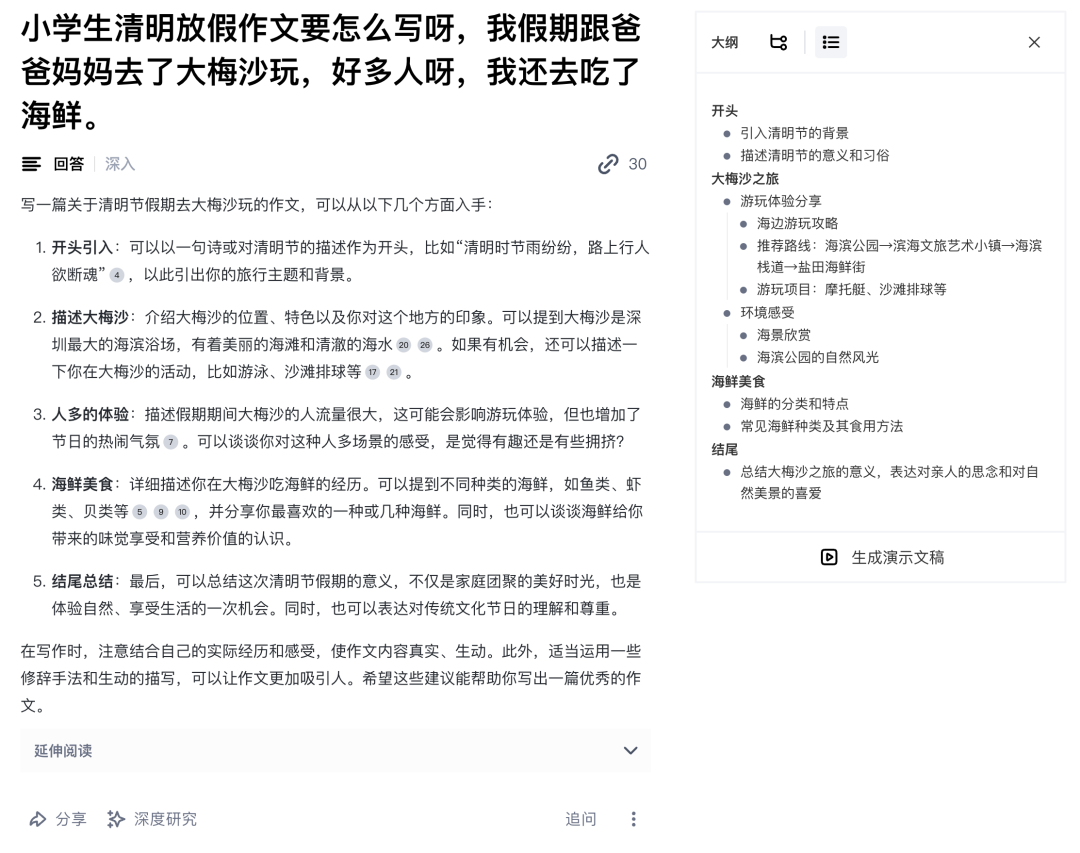 小学生清明放假作文要怎么写呀，我假期跟爸
爸妈妈去了大梅沙玩，好多人呀，我还去吃了
海鲜。
回答 深入 30
写一篇关于清明节假期去大梅沙玩的作文，可以从以下几个方面入手：
1. 开头引入：可以以一句诗或对清明节的描述作为开头，比如“清明时节雨纷纷，路上行人
欲断魂” 4 ，以此引出你的旅行主题和背景。
2. 描述大梅沙：介绍大梅沙的位置、特色以及你对这个地方的印象。可以提到大梅沙是深
圳最大的海滨浴场，有着美丽的海滩和清澈的海水 20 26 。如果有机会，还可以描述一
下你在大梅沙的活动，比如游泳、沙滩排球等 17 21 。
3. 人多的体验：描述假期期间大梅沙的人流量很大，这可能会影响游玩体验，但也增加了
节日的热闹气氛 7 。可以谈谈你对这种人多场景的感受，是觉得有趣还是有些拥挤？
4. 海鲜美食：详细描述你在大梅沙吃海鲜的经历。可以提到不同种类的海鲜，如鱼类、虾
类、贝类等 5 9 10 ，并分享你最喜欢的一种或几种海鲜。同时，也可以谈谈海鲜给你
带来的味觉享受和营养价值的认识。
5. 结尾总结：最后，可以总结这次清明节假期的意义，不仅是家庭团聚的美好时光，也是
体验自然、享受生活的一次机会。同时，也可以表达对传统文化节日的理解和尊重。
在写作时，注意结合自己的实际经历和感受，使作文内容真实、生动。此外，适当运用一些
修辞手法和生动的描写，可以让作文更加吸引人。希望这些建议能帮助你写出一篇优秀的作
文。
延伸阅读
分享 深度研究 追问
大纲
开头
引入清明节的背景
描述清明节的意义和习俗
大梅沙之旅
游玩体验分享
海边游玩攻略
推荐路线：海滨公园→滨海文旅艺术小镇→海滨
栈道→盐田海鲜街
游玩项目：摩托艇、沙滩排球等
环境感受
海景欣赏
海滨公园的自然风光
海鲜美食
海鲜的分类和特点
常见海鲜种类及其食用方法
结尾
总结大梅沙之旅的意义，表达对亲人的思念和对自
然美景的喜爱
生成演示文稿